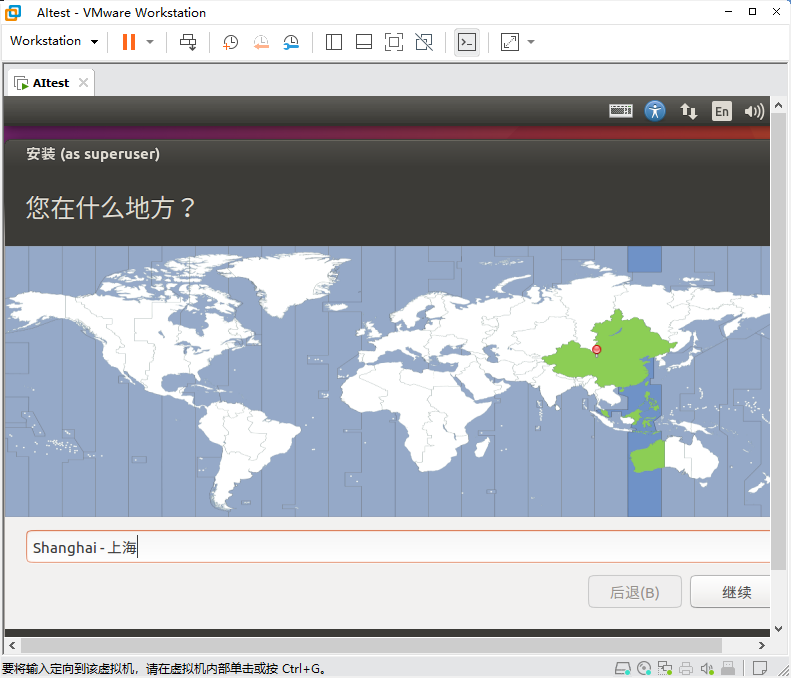 AItest - VMware Workstation
Workstation
AItest
En
安装 (as superuser)
您在什么地方？
Shanghai - 上海
后退(B)
继续
要将输入定向到该虚拟机，请在虚拟机内部单击或按 Ctrl+G。